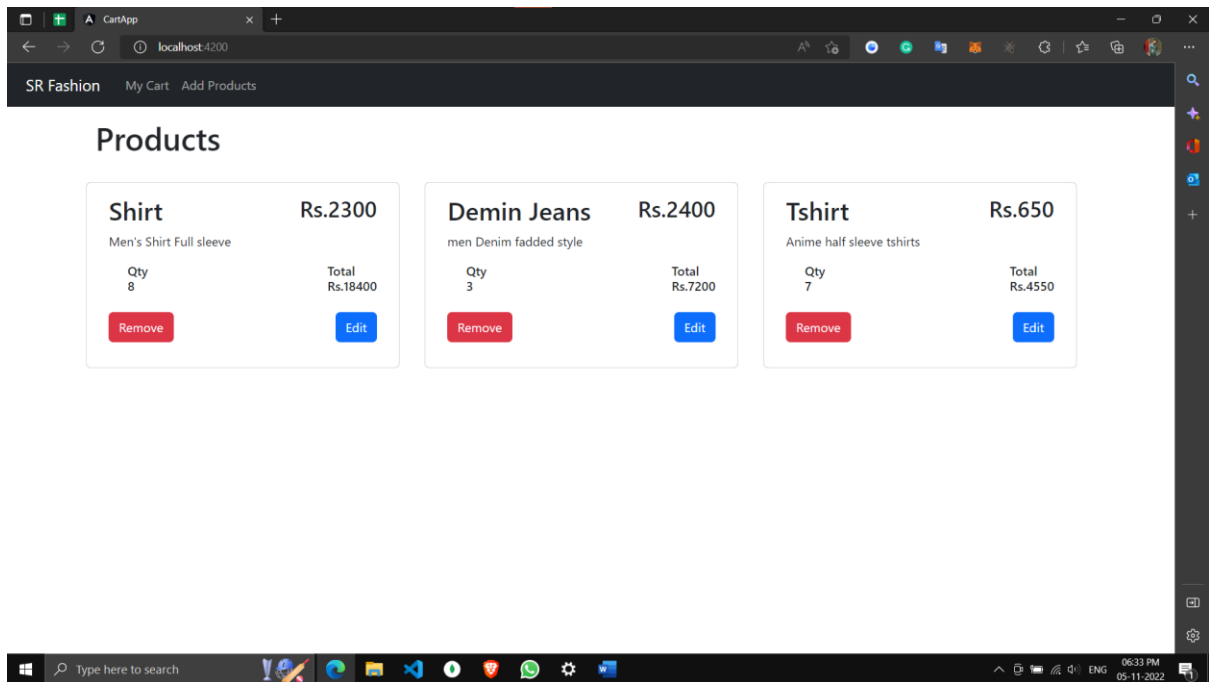 CartApp
localhost:4200
SR Fashion My Cart Add Products
Products
Shirt Rs.2300
Men's Shirt Full sleeve
Qty Total
8 Rs.18400
Remove Edit
Demin Jeans Rs.2400
men Denim fadded style
Qty Total
3 Rs.7200
Remove Edit
Tshirt Rs.650
Anime half sleeve tshirts
Qty Total
7 Rs.4550
Remove Edit
Type here to search
ENG
06:33 PM
05-11-2022